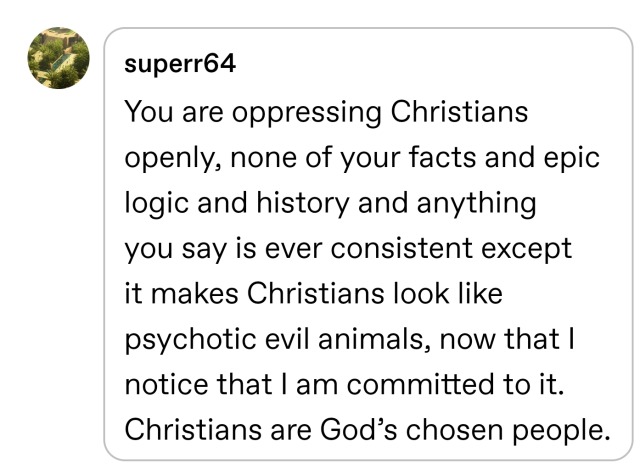 superr64
You are oppressing Christians
openly, none of your facts and epic
logic and history and anything
you say is ever consistent except
it makes Christians look like
psychotic evil animals, now that I
notice that I am committed to it.
Christians are God’s chosen people.